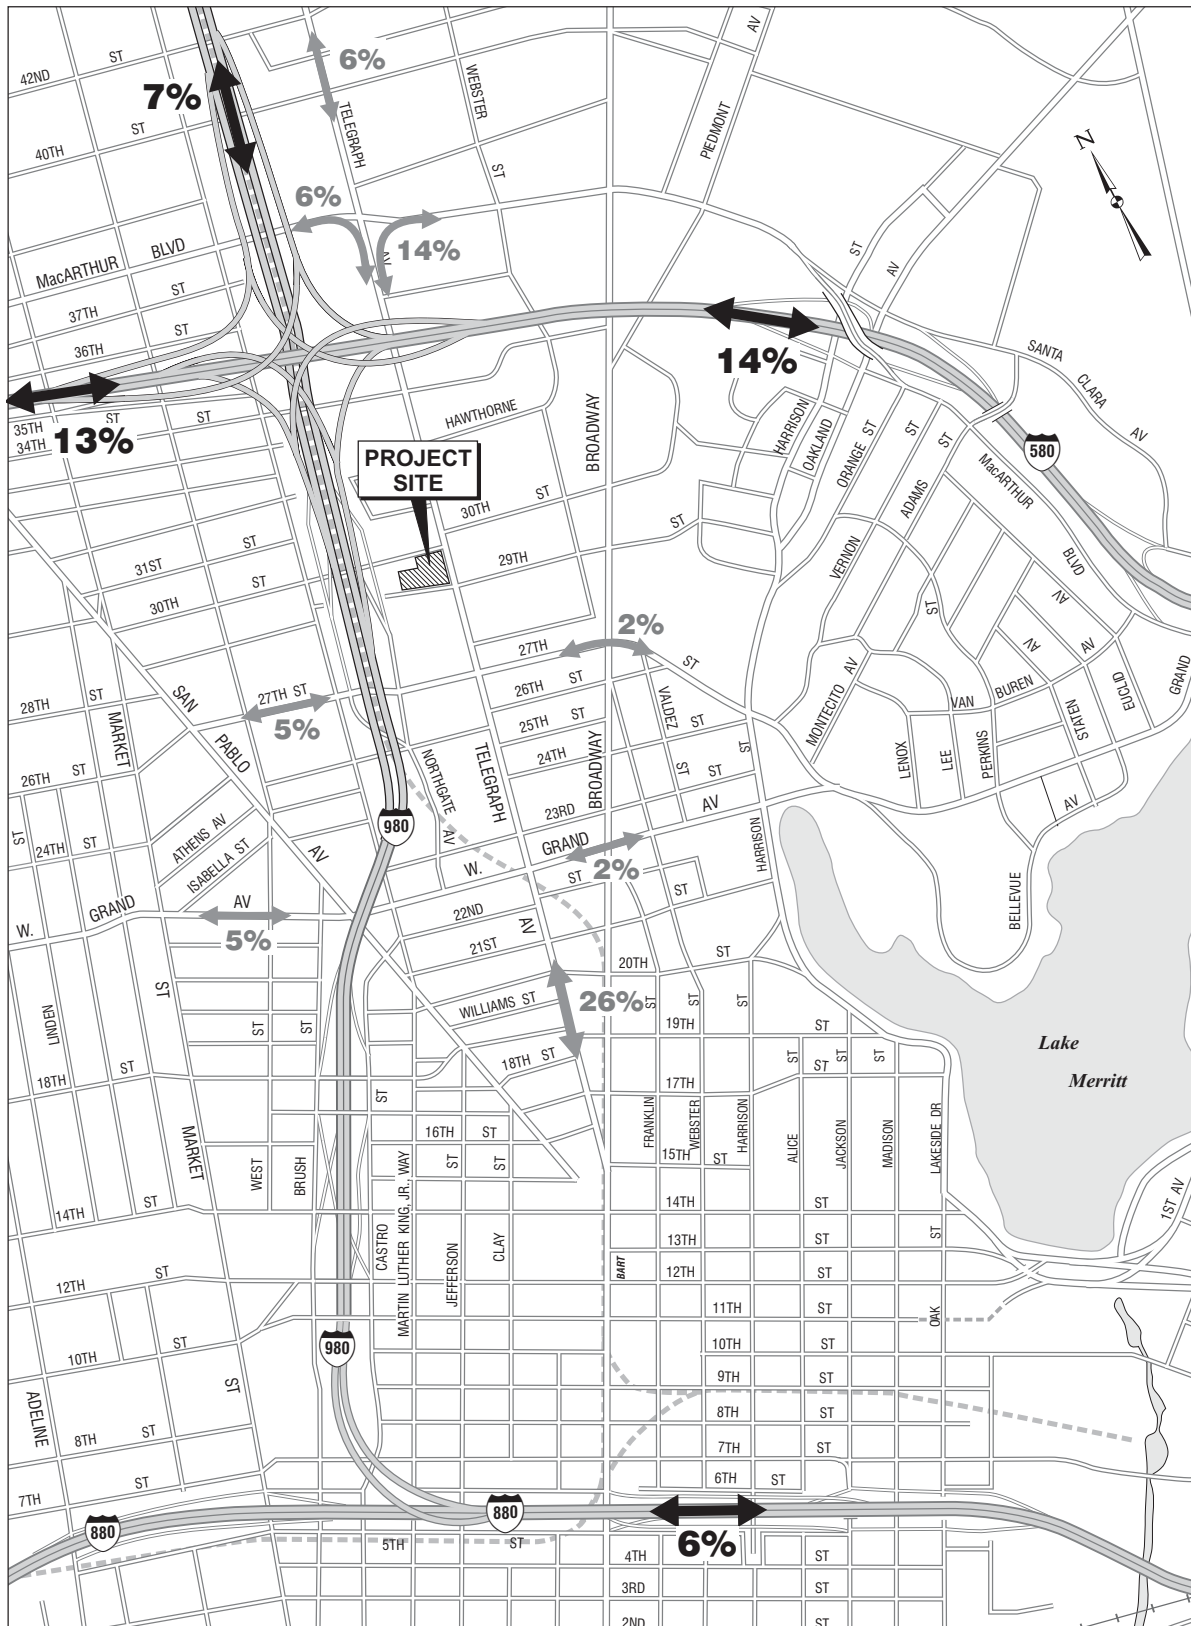 42ND ST
7%
6%
WEBSTER ST
TELEGRAPH AV
40TH ST
PIEDMONT AV
N
6%
14%
MacARTHUR BLVD
37TH ST
36TH ST
ST
AV
14%
SANTA CLARA AV
35TH ST
34TH ST
13%
HAWTHORNE
BROADWAY
HARRISON
OAKLAND
ORANGE ST
ADAMS ST
MacARTHUR BLVD
580
PROJECT
SITE
30TH ST
29TH
ST
VERNON ST
31ST ST
30TH ST
2%
27TH ST
AV
AV
AV
MONTECITO AV
VAN BUREN
STATEN
EUCLID
GRAND
28TH ST
SAN PABLO AV
27TH ST
5%
26TH ST
25TH ST
24TH
VALDEZ ST
ST
ST
ST
LENOX
LEE
PERKINS
MARKET
26TH ST
NORTHGATE AV
TELEGRAPH AV
BROADWAY
23RD
AV
AV
ST
24TH ST
ATHENS AV
ISABELLA ST
980
W. GRAND
2%
HARRISON
ST
ST
BELLEVUE
W. GRAND AV
5%
22ND
21ST
20TH ST
ST
LINDEN
WILLIAMS ST
26%
ST
ST
ST
19TH ST
Lake
Merritt
ST
ST
18TH ST
18TH ST
ST
ST
ST
ST
17TH
ST
MARKET
WEST
BRUSH
16TH ST
ST
ST
FRANKLIN
WEBSTER
HARRISON
ALICE
JACKSON
MADISON
LAKESIDE DR
15TH ST
14TH ST
14TH ST
1ST AV
CASTRO
MARTIN LUTHER KING, JR. WAY
JEFFERSON
CLAY
13TH ST
ST
12TH ST
BART
12TH ST
11TH ST
OAK
10TH ST
980
10TH ST
9TH ST
ST
ADELINE
8TH ST
8TH ST
7TH ST
7TH ST
6TH ST
880
880
6%
5TH ST
4TH ST
3RD ST
2ND ST